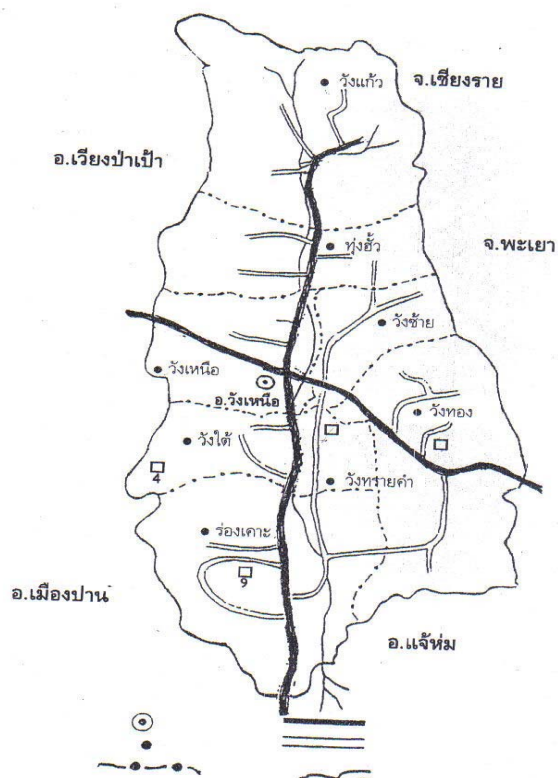 วังแก้ว
จ.เชียงราย
อ.เวียงป่าเป้า
ทุ่งฮั้ว
จ.พะเยา
วังซ้าย
วังเหนือ
อ.วังเหนือ
วังทอง
วังใต้
4
วังทรายคำ
ร่องเคาะ
9
อ.เมืองปาน
อ.แจ้ห่ม